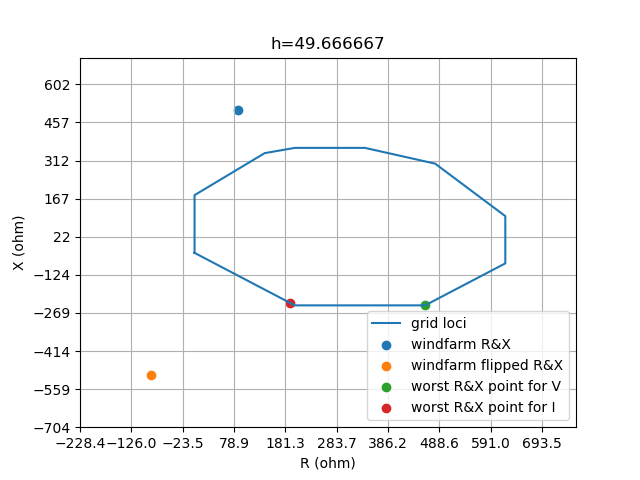 h=49.666667
602
457
312
167
22
−124
−269
−414
−559
−704
X (ohm)
grid loci
windfarm R&X
windfarm flipped R&X
worst R&X point for V
worst R&X point for I
−228.4 −126.0 −23.5 78.9 181.3 283.7 386.2 488.6 591.0 693.5
R (ohm)